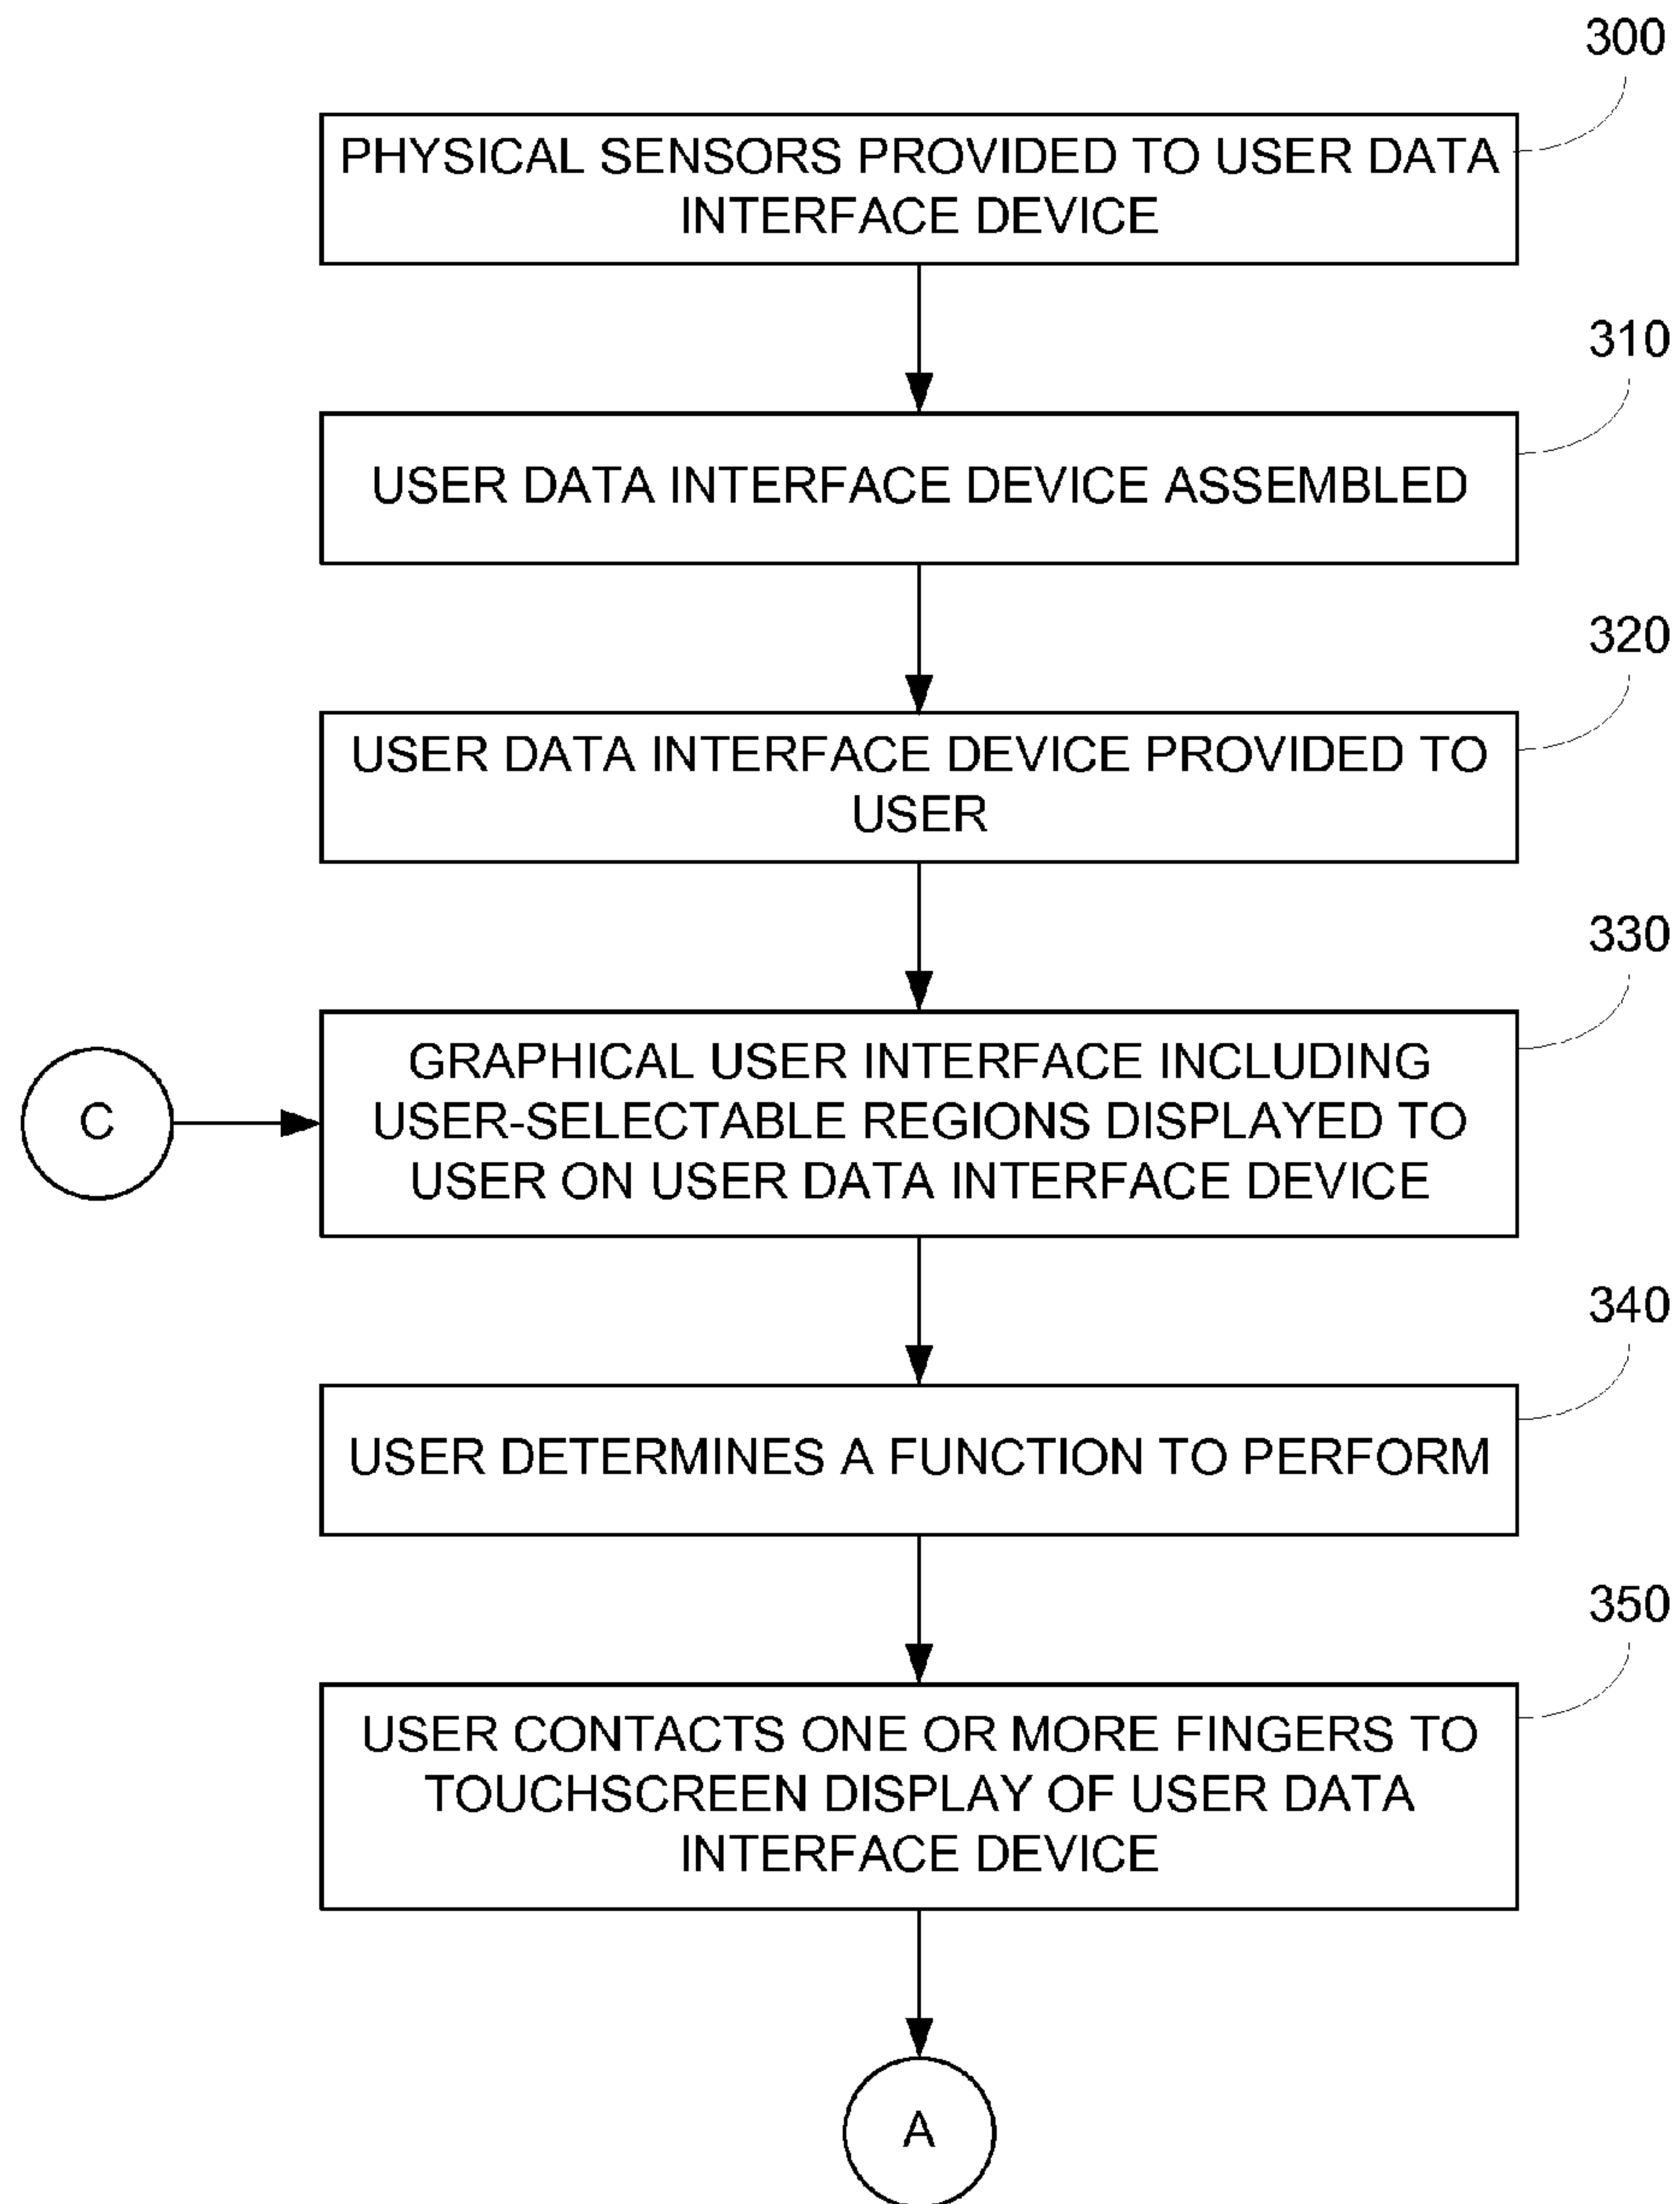 300
PHYSICAL SENSORS PROVIDED TO USER DATA
INTERFACE DEVICE
310
USER DATA INTERFACE DEVICE ASSEMBLED
320
USER DATA INTERFACE DEVICE PROVIDED TO
USER
330
GRAPHICAL USER INTERFACE INCLUDING
USER-SELECTABLE REGIONS DISPLAYED TO
USER ON USER DATA INTERFACE DEVICE
C
340
USER DETERMINES A FUNCTION TO PERFORM
350
USER CONTACTS ONE OR MORE FINGERS TO
TOUCHSCREEN DISPLAY OF USER DATA
INTERFACE DEVICE
A